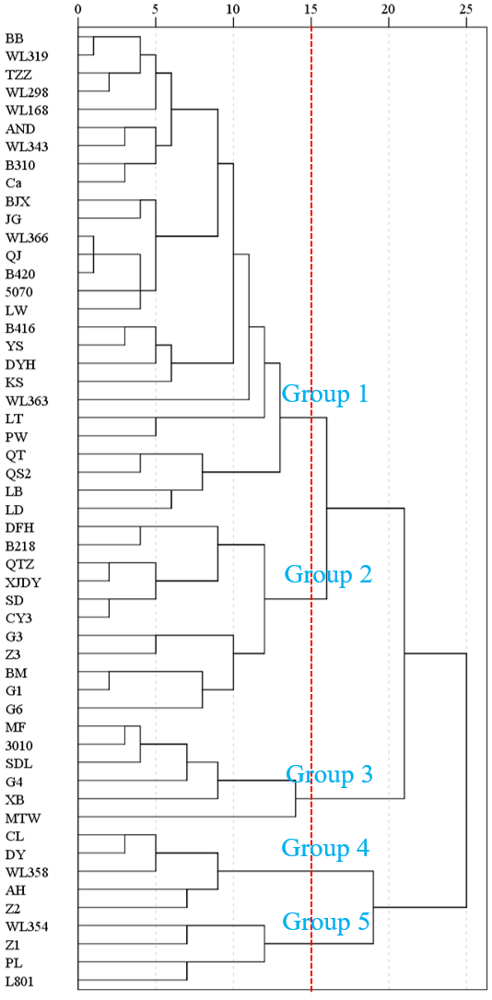 0 5 10 15 20 25
BB
WL319
TZZ
WL298
WL168
AND
WL343
B310
Ca
BJX
JG
WL366
QJ
B420
5070
LW
B416
YS
DYH
KS
WL363
Group 1
LT
PW
QT
QS2
LB
LD
DFH
B218
QTZ
Group 2
XJDY
SD
CY3
G3
Z3
BM
G1
G6
MF
3010
SDL
Group 3
G4
XB
MTW
CL
Group 4
DY
WL358
AH
Z2
Group 5
WL354
Z1
PL
L801